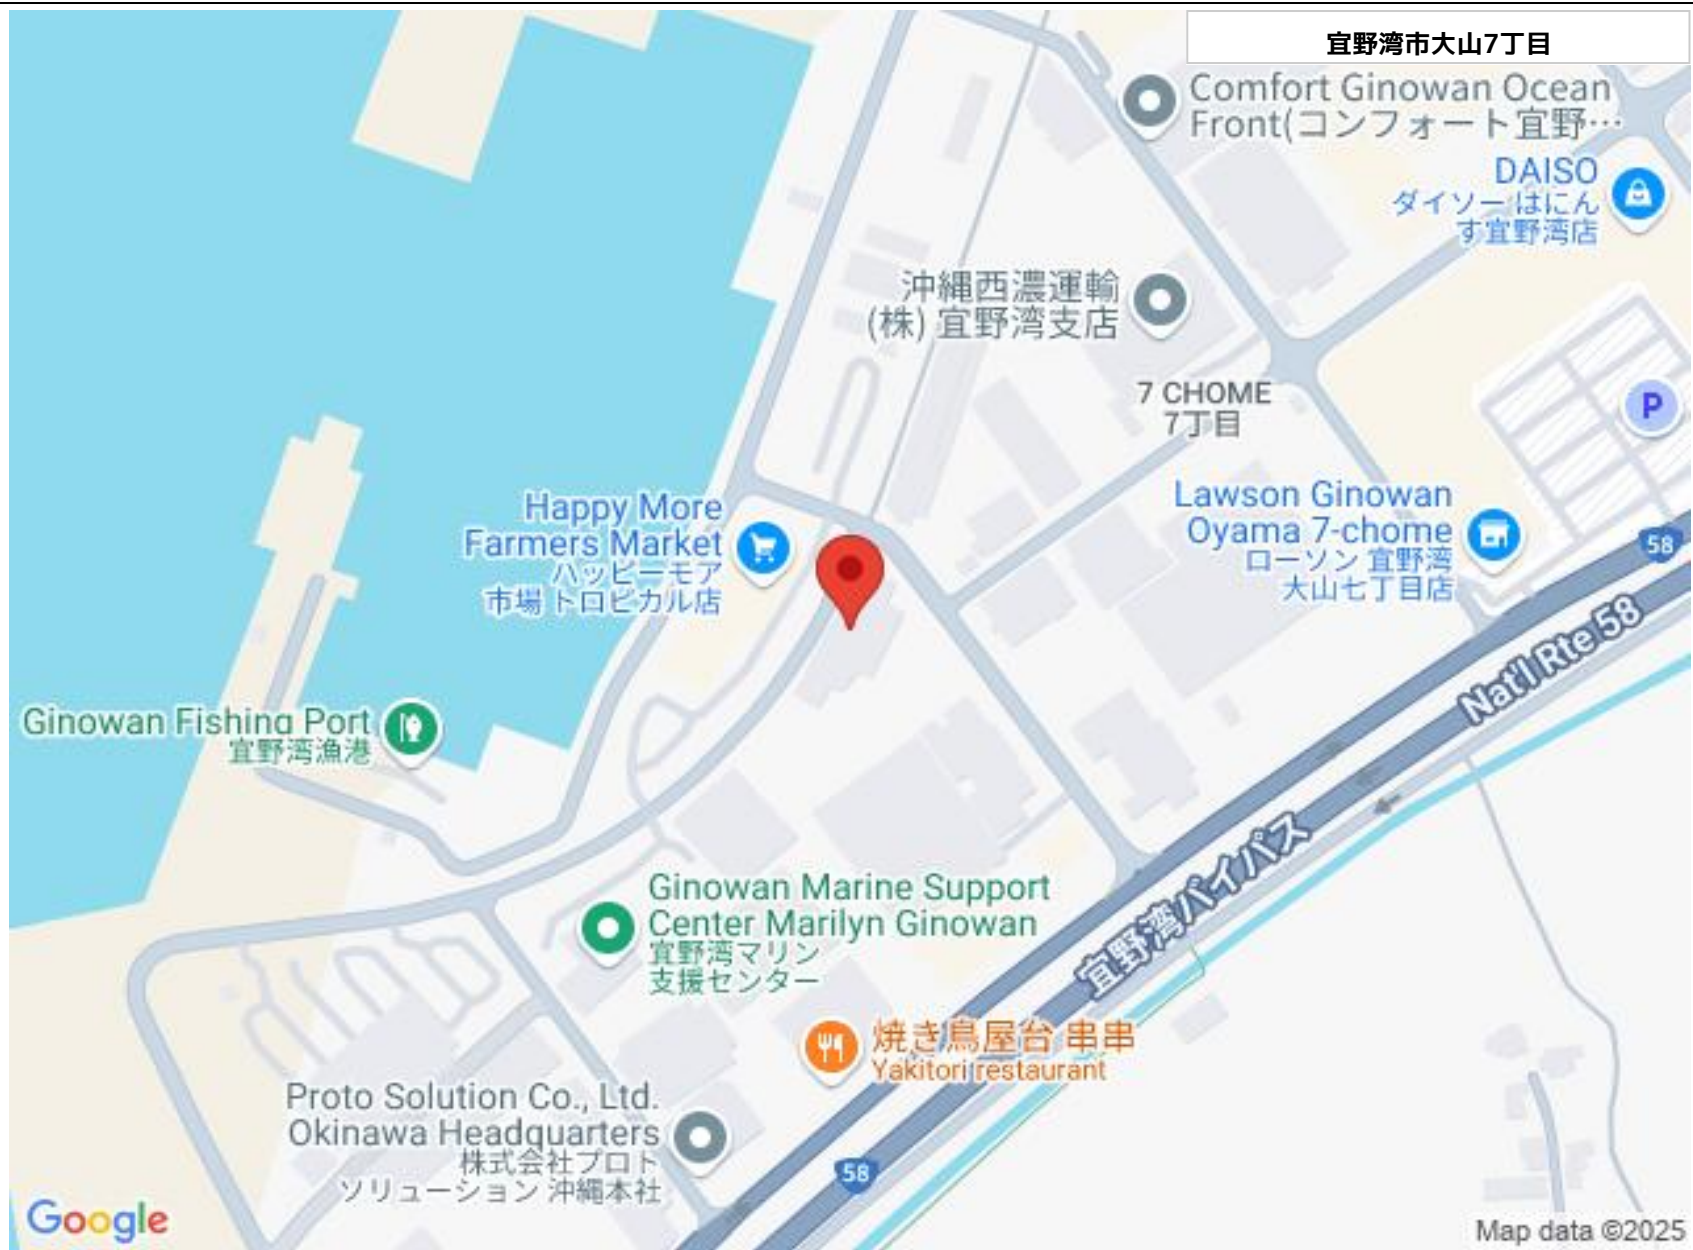 宜野湾市大山7丁目
Comfort Ginowan Ocean
Front(コンフォート宜野…
DAISO
ダイソー はにん
す宜野湾店
沖縄西濃運輸
(株) 宜野湾支店
7 CHOME
7丁目
P
Happy More
Farmers Market
ハッピーモア
市場 トロピカル店
Lawson Ginowan
Oyama 7-chome
ローソン 宜野湾
大山七丁目店
58
Nat'l Rte 58
Ginowan Fishing Port
宜野湾漁港
宜野湾バイパス
Ginowan Marine Support
Center Marilyn Ginowan
宜野湾マリン
支援センター
焼き鳥屋台 串串
Yakitori restaurant
Proto Solution Co., Ltd.
Okinawa Headquarters
株式会社プロト
ソリューション 沖縄本社
58
Google
Map data ©2025